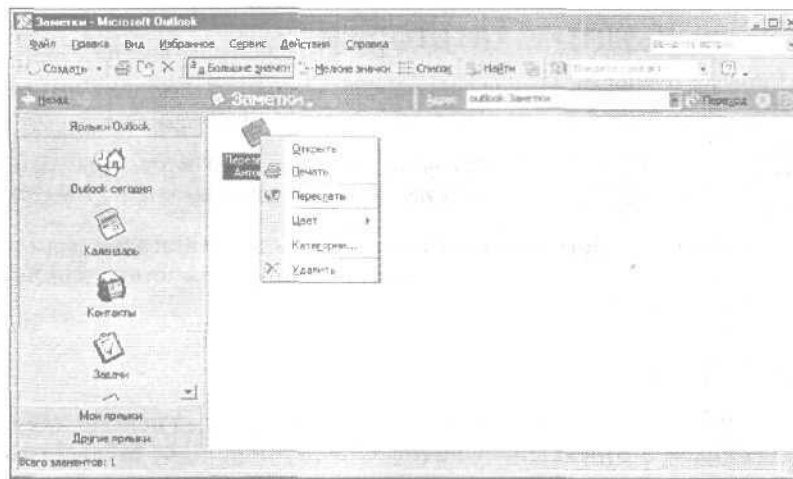 Заметки - Microsoft Outlook
Файл Правка Вид Избранное Сервис Действия Справка
Создать Большие значки Мелкие значки Список Найти
Назад Заметки Адрес outlook:Заметки Переход
Ярлыки Outlook
Outlook сегодня
Календарь
Контакты
Задачи
Мои ярлыки
Другие ярлыки
Открыть
Печать
Переслать
Цвет
Категории...
Удалить
Всего элементов: 1